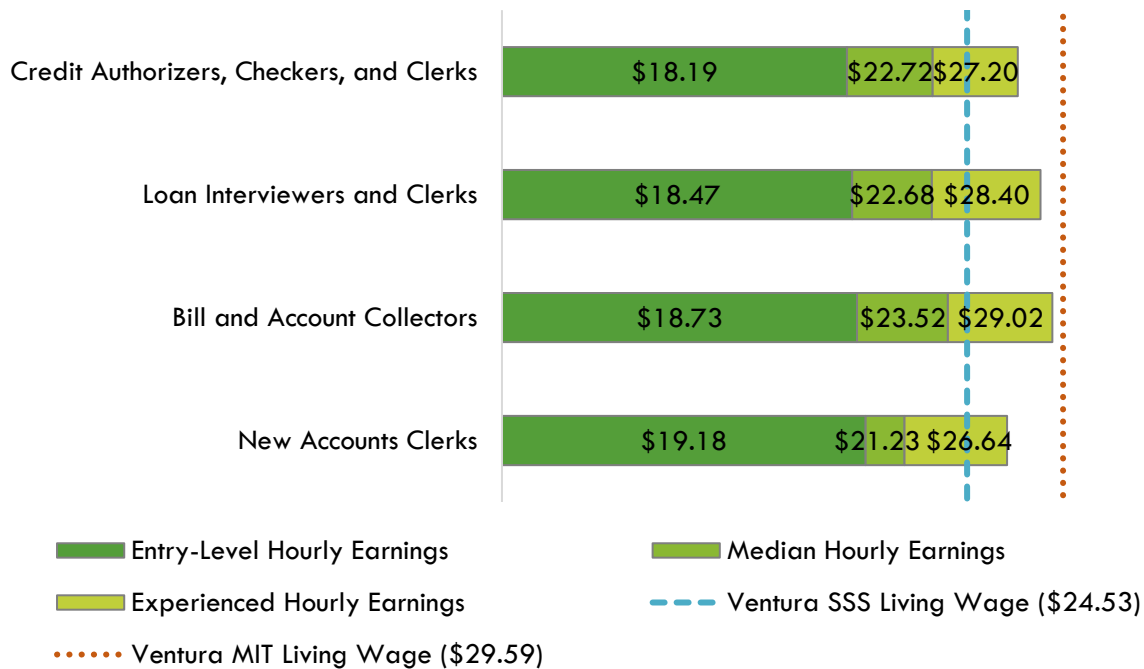 Credit Authorizers, Checkers, and Clerks $18.19 $22.72 $27.20
Loan Interviewers and Clerks $18.47 $22.68 $28.40
Bill and Account Collectors $18.73 $23.52 $29.02
New Accounts Clerks $19.18 $21.23 $26.64
Entry-Level Hourly Earnings Median Hourly Earnings
Experienced Hourly Earnings Ventura SSS Living Wage ($24.53)
Ventura MIT Living Wage ($29.59)